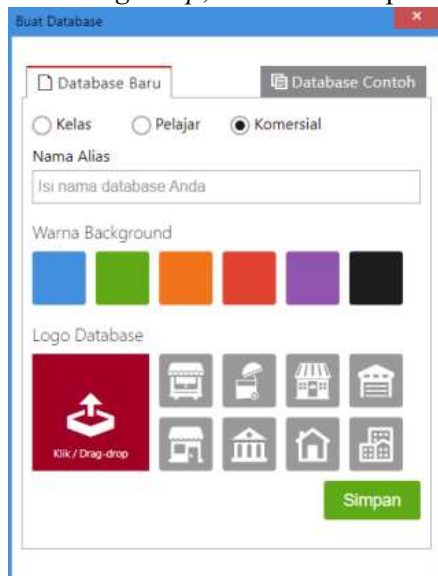 Buat Database
Database Baru
Database Contoh
Kelas
Pelajar
Komersial
Nama Alias
Isi nama database Anda
Warna Background
Logo Database
Klik / Drag-drop
Simpan